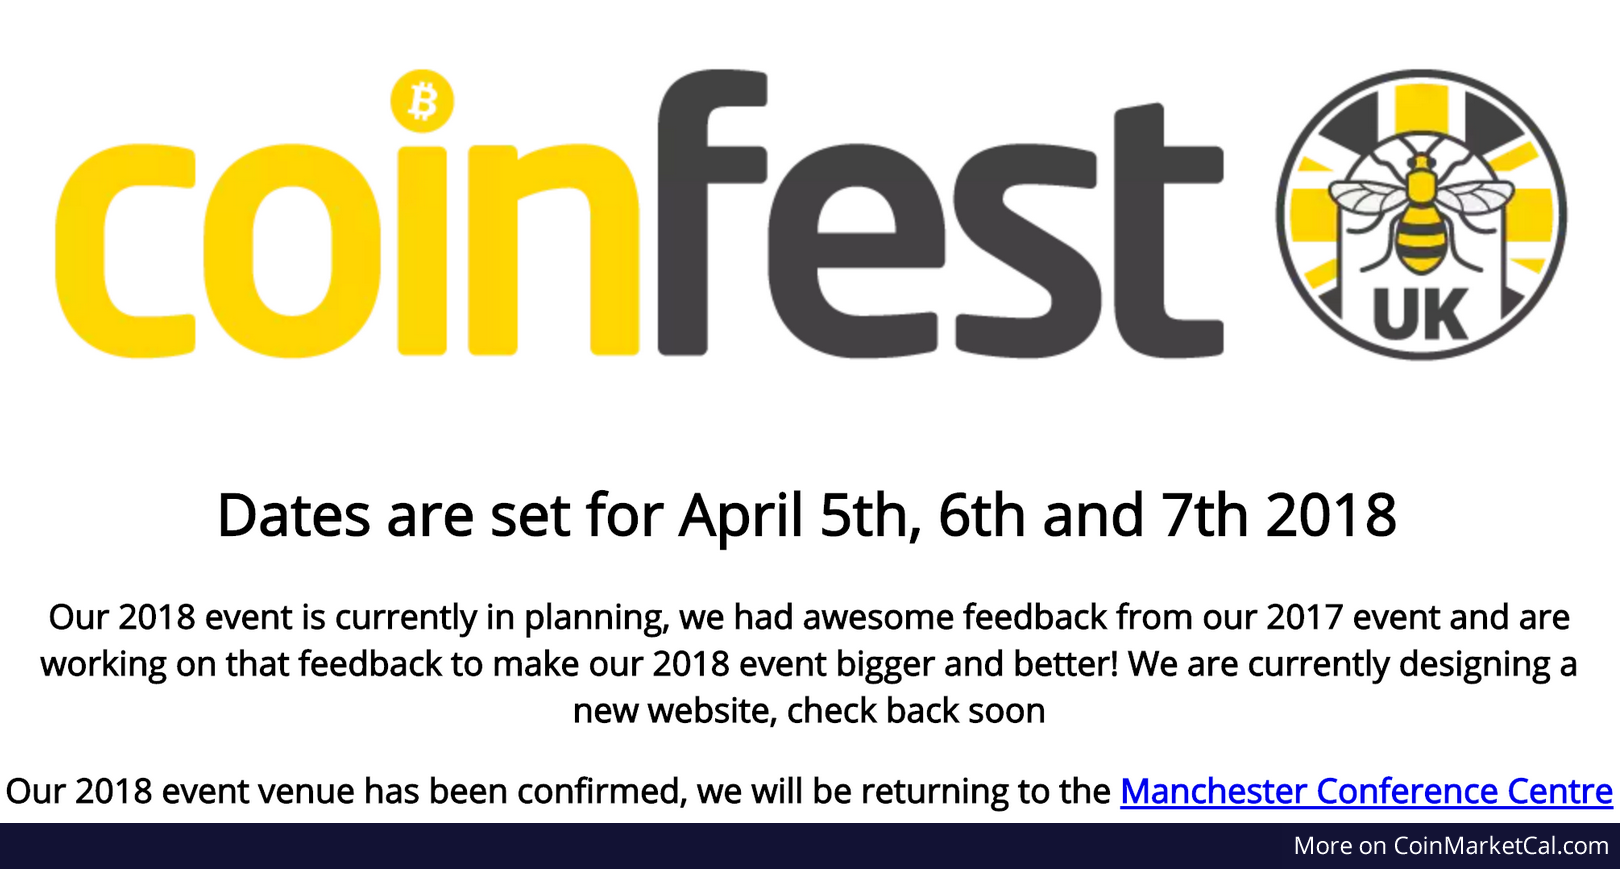 coinfest
UK
Dates are set for April 5th, 6th and 7th 2018
Our 2018 event is currently in planning, we had awesome feedback from our 2017 event and are
working on that feedback to make our 2018 event bigger and better! We are currently designing a
new website, check back soon
Our 2018 event venue has been confirmed, we will be returning to the Manchester Conference Centre
More on CoinMarketCal.com